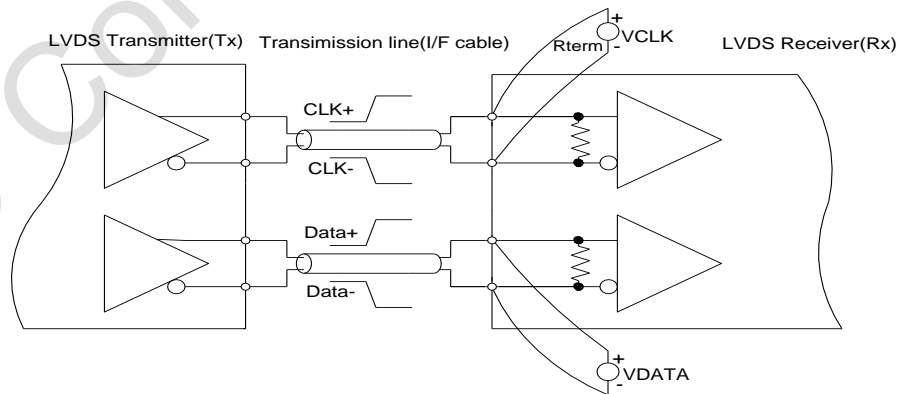 LVDS Transmitter(Tx)
Transimission line(I/F cable)
Rterm
+
VCLK
-
LVDS Receiver(Rx)
CLK+
CLK-
Data+
Data-
+
VDATA
-